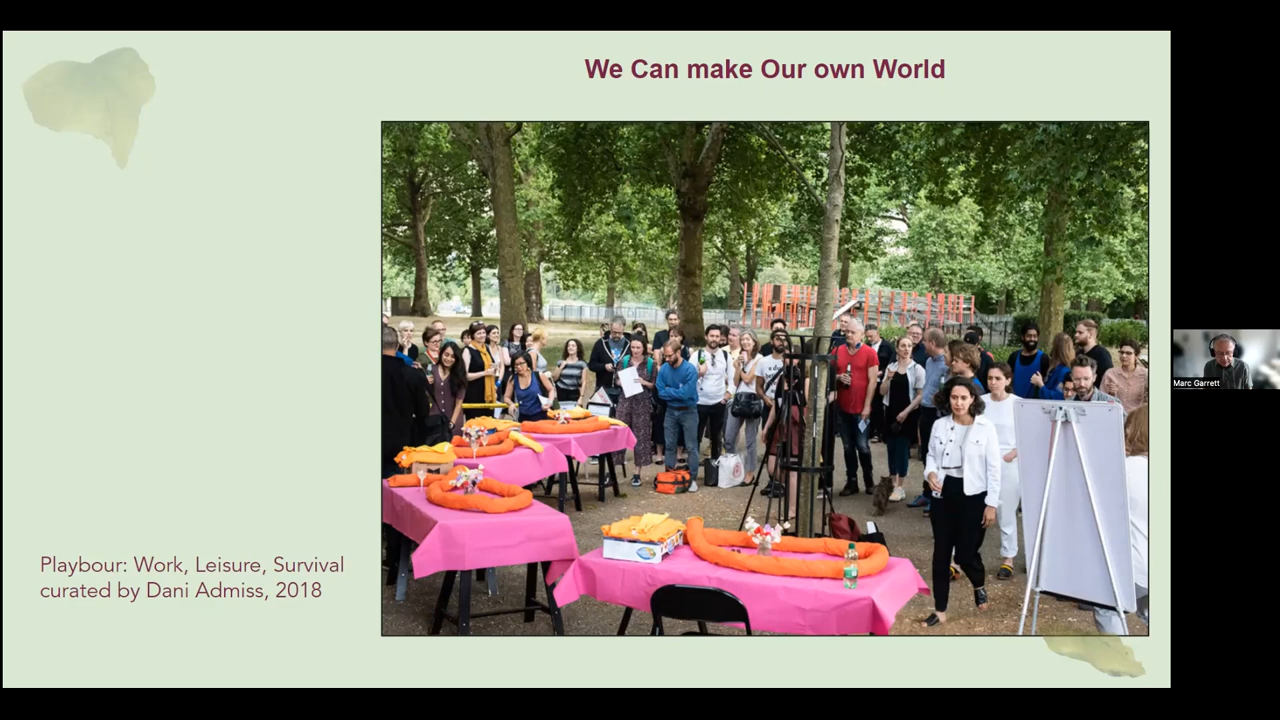 We Can make Our own World
Playbour: Work, Leisure, Survival
curated by Dani Admiss, 2018
Marc Garrett